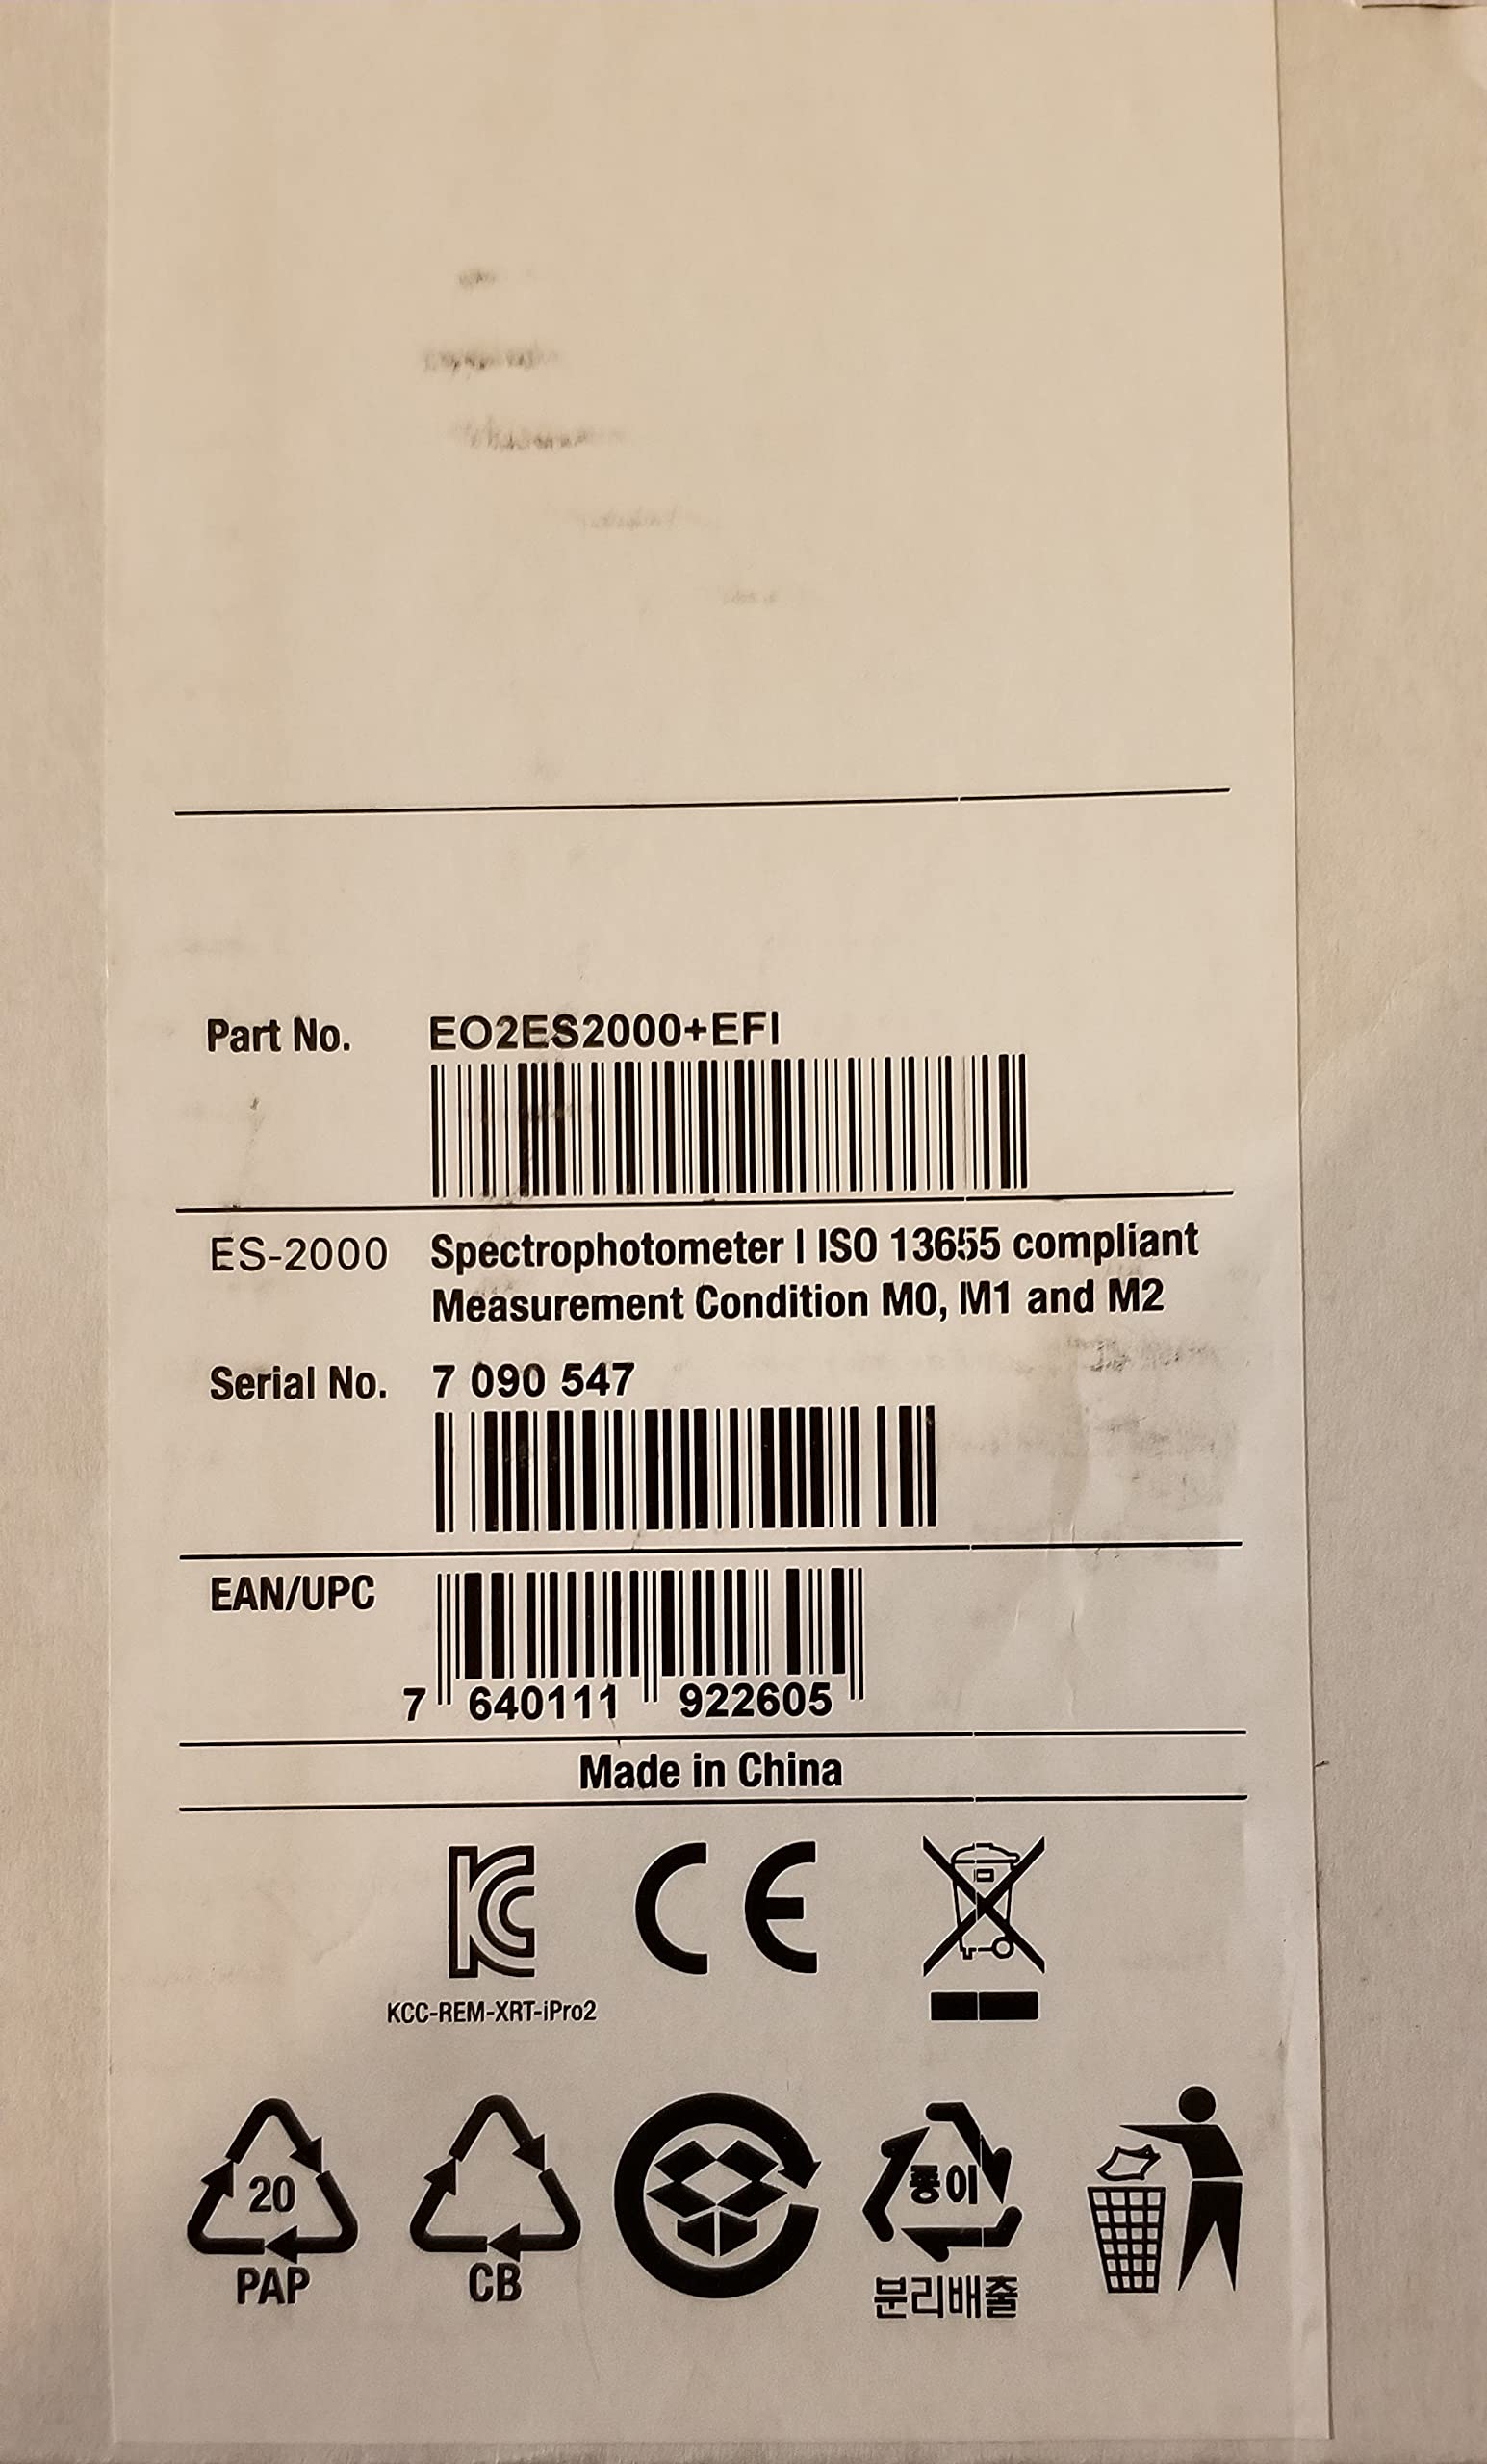 Part No. EO2ES2000+EFI
ES-2000 Spectrophotometer | ISO 13655 compliant
Measurement Condition M0, M1 and M2
Serial No. 7 090 547
EAN/UPC
7 640111 922605
Made in China
KC CE
KCC-REM-XRT-iPro2
20
PAP
CB
종이
분리배출